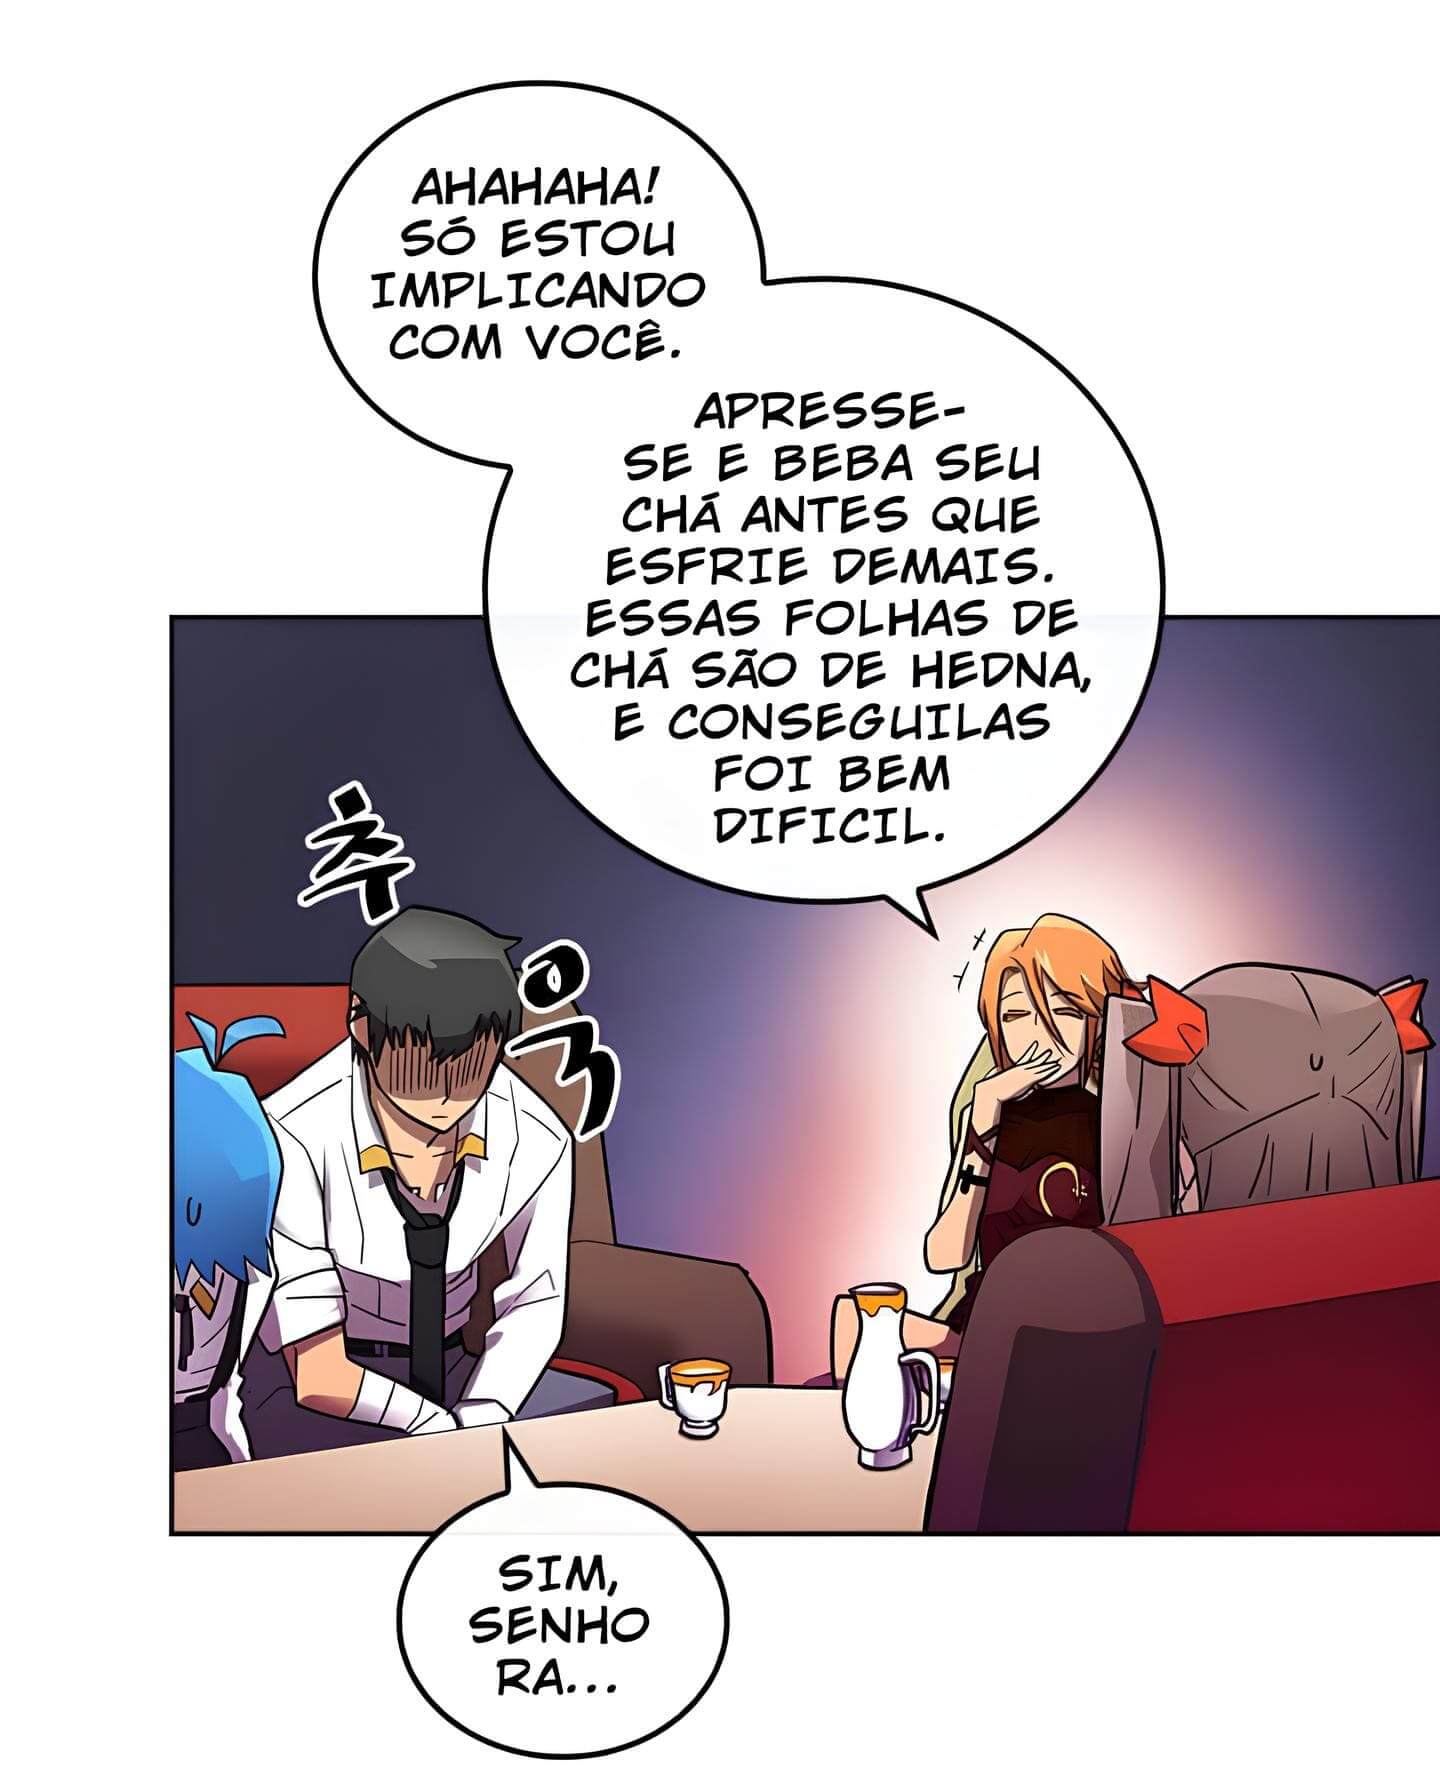 AHAHAHA!
SÓ ESTOU
IMPLICANDO
COM VOCÊ.
APRESSE-
SE E BEBA SEU
CHÁ ANTES QUE
ESFRIE DEMAIS.
ESSAS FOLHAS DE
CHÁ SÃO DE HEDNA,
E CONSEGUILAS
FOI BEM
DIFICIL.
추
욱
SIM,
SENHO
RA...